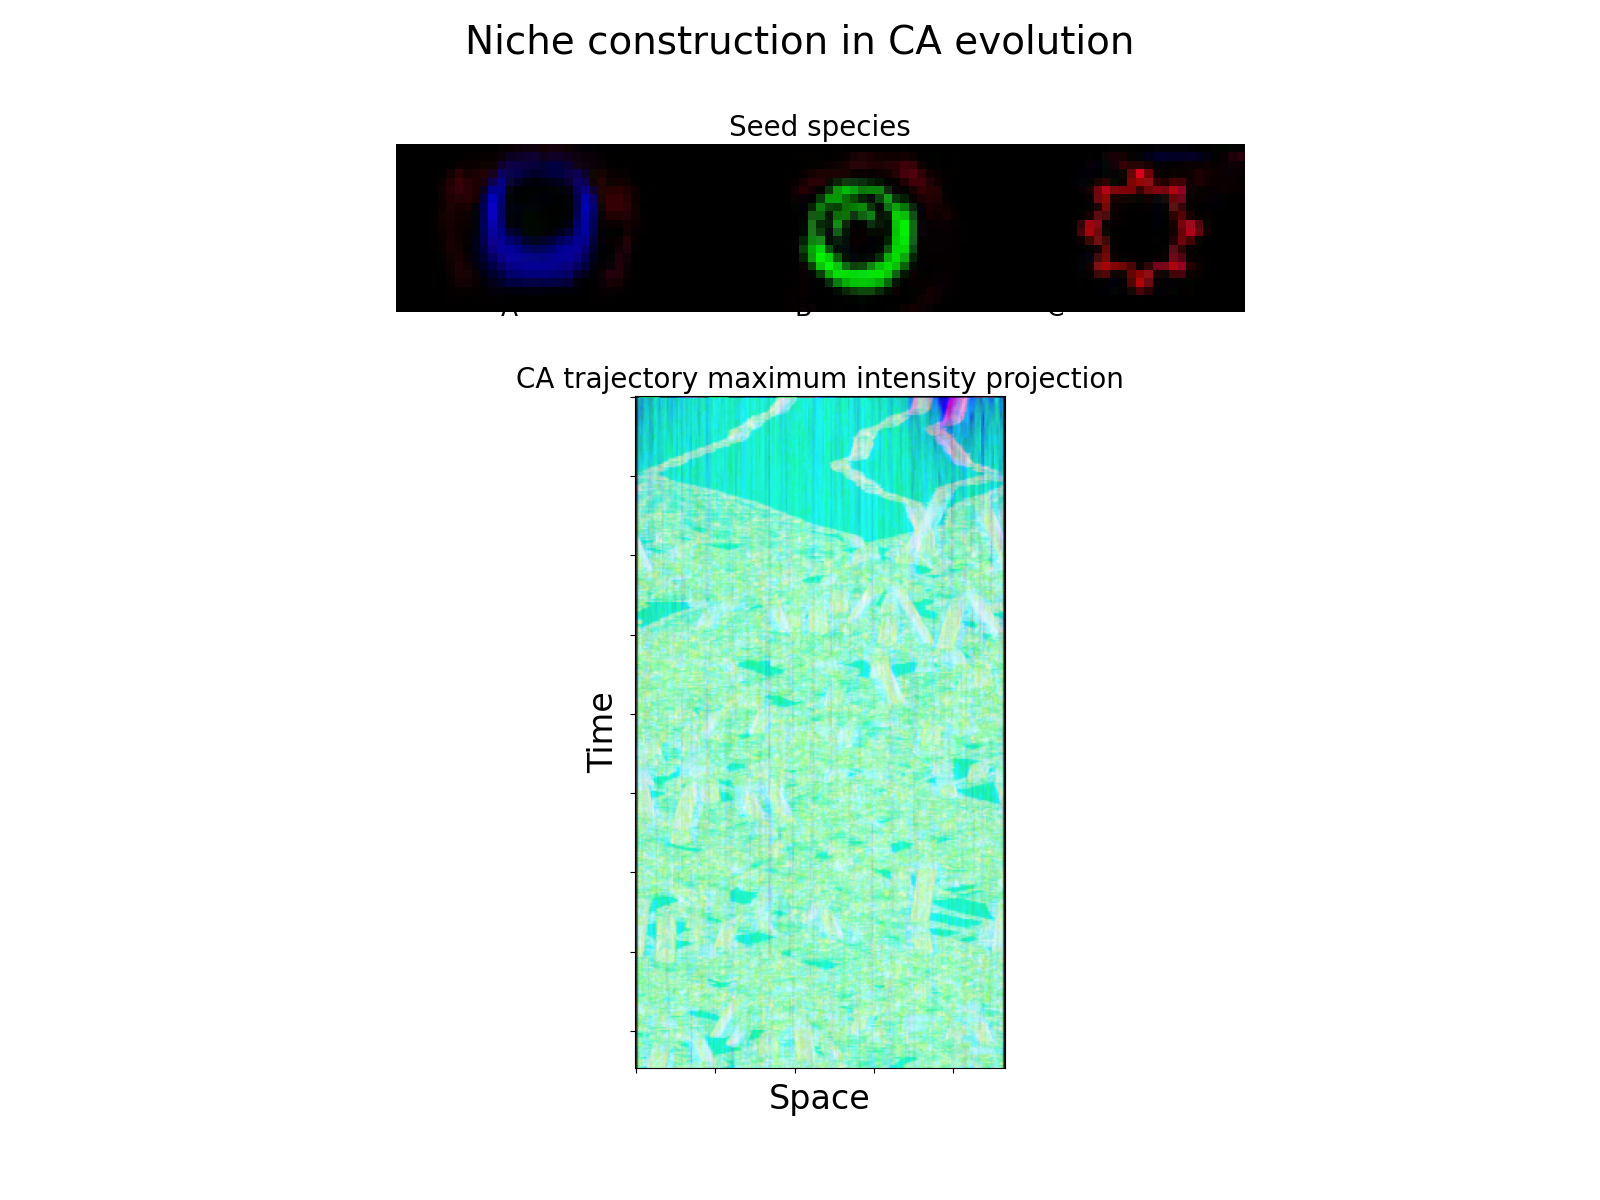 Niche construction in CA evolution
Seed species
A B C
CA trajectory maximum intensity projection
Time
Space